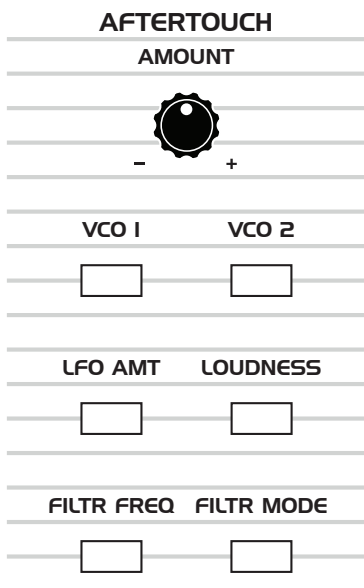 AFTERTOUCH
AMOUNT
– +
VCO 1 VCO 2
LFO AMT LOUDNESS
FILTR FREQ FILTR MODE